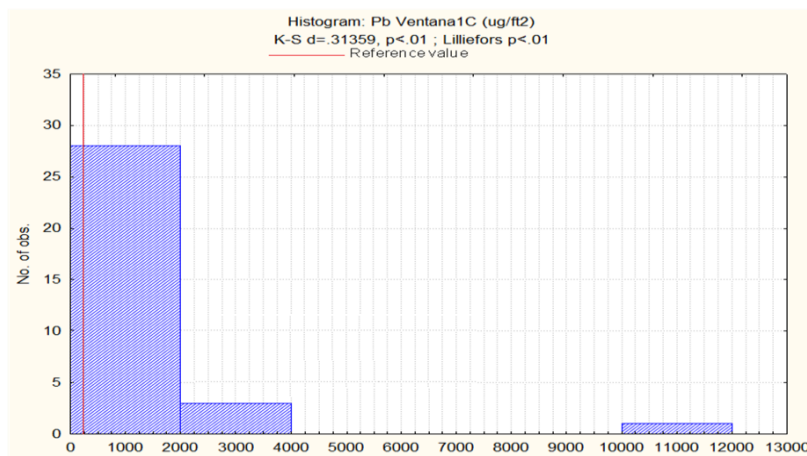 Histogram: Pb Ventana1C (ug/ft2)
K-S d=.31359, p<.01 ; Lilliefors p<.01
Reference value
35
30
25
20
15
10
5
0
No. of obs.
0 1000 2000 3000 4000 5000 6000 7000 8000 9000 10000 11000 12000 13000